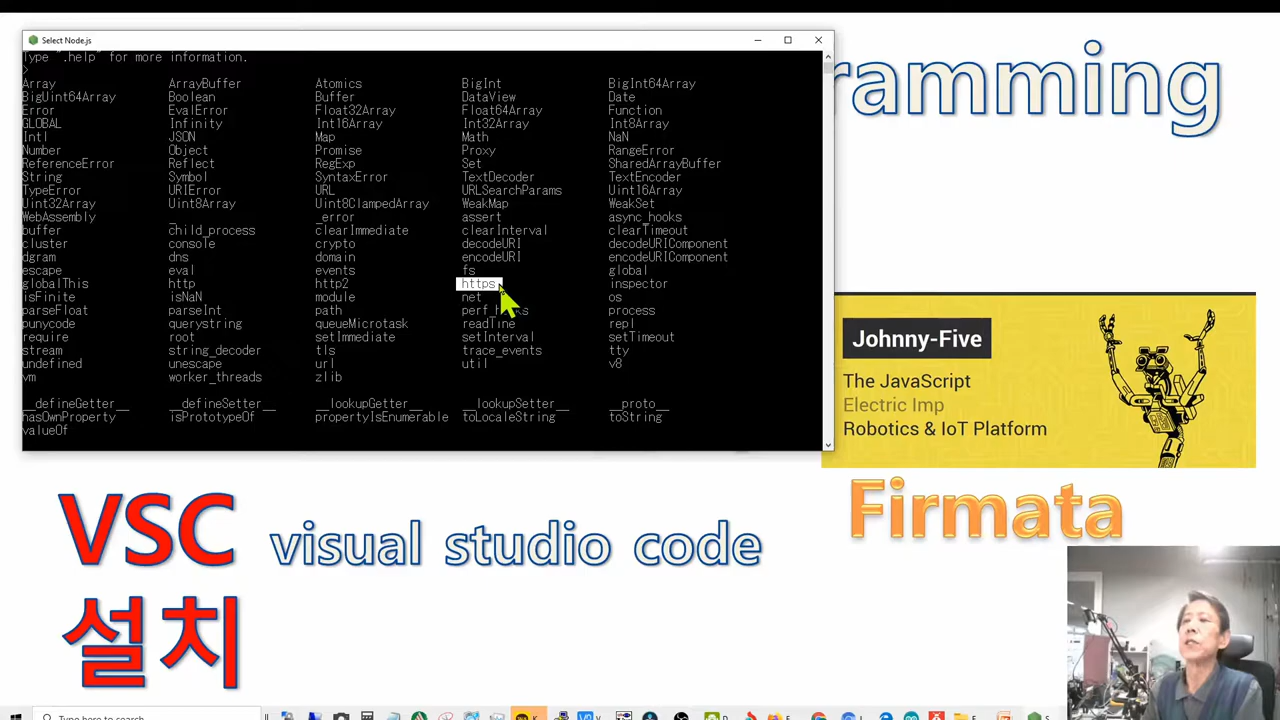 Select Node.js
Type ".help" for more information.
>
Array ArrayBuffer Atomics BigInt BigInt64Array
BigUint64Array Boolean Buffer DataView Date
Error EvalError Float32Array Float64Array Function
GLOBAL Infinity Int16Array Int32Array Int8Array
Intl JSON Map Math NaN
Number Object Promise Proxy RangeError
ReferenceError Reflect RegExp Set SharedArrayBuffer
String Symbol SyntaxError TextDecoder TextEncoder
TypeError URIError URL URLSearchParams Uint16Array
Uint32Array Uint8Array Uint8ClampedArray WeakMap WeakSet
WebAssembly _ _error assert async_hooks
buffer child_process clearImmediate clearInterval clearTimeout
cluster console crypto decodeURI decodeURIComponent
dgram dns domain encodeURI encodeURIComponent
escape eval events fs global
globalThis http http2 https inspector
isFinite isNaN module net os
parseFloat parseInt path perf_hooks process
punycode querystring queueMicrotask readline repl
require root setImmediate setInterval setTimeout
stream string_decoder tls trace_events tty
undefined unescape url util v8
vm worker_threads zlib
__defineGetter__ __defineSetter__ __lookupGetter__ __lookupSetter__ __proto__
hasOwnProperty isPrototypeOf propertyIsEnumerable toLocaleString toString
valueOf
ramming
Johnny-Five
The JavaScript
Electric Imp
Robotics & IoT Platform
Firmata
VSC visual studio code
설치
Type here to search